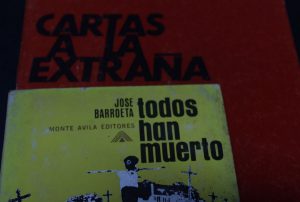 CARTAS
A LA
EXTRAÑA
JOSE
BARROETA
MONTE AVILA EDITORES
todos
han
muerto